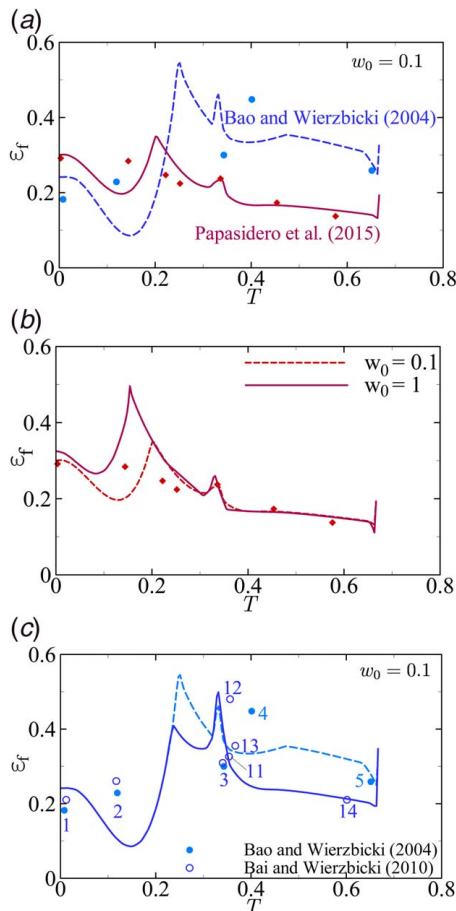 (a)
0.6
w₀ = 0.1
0.4
Bao and Wierzbicki (2004)
εf
0.2
Papasidero et al. (2015)
0
0 0.2 0.4 0.6 0.8
T
(b)
0.6
w₀ = 0.1
w₀ = 1
0.4
εf
0.2
0
0 0.2 0.4 0.6 0.8
T
(c)
0.6
w₀ = 0.1
12
4
0.4
13
εf
11
3
5
0.2
2
1
14
Bao and Wierzbicki (2004)
Bai and Wierzbicki (2010)
0
0 0.2 0.4 0.6 0.8
T